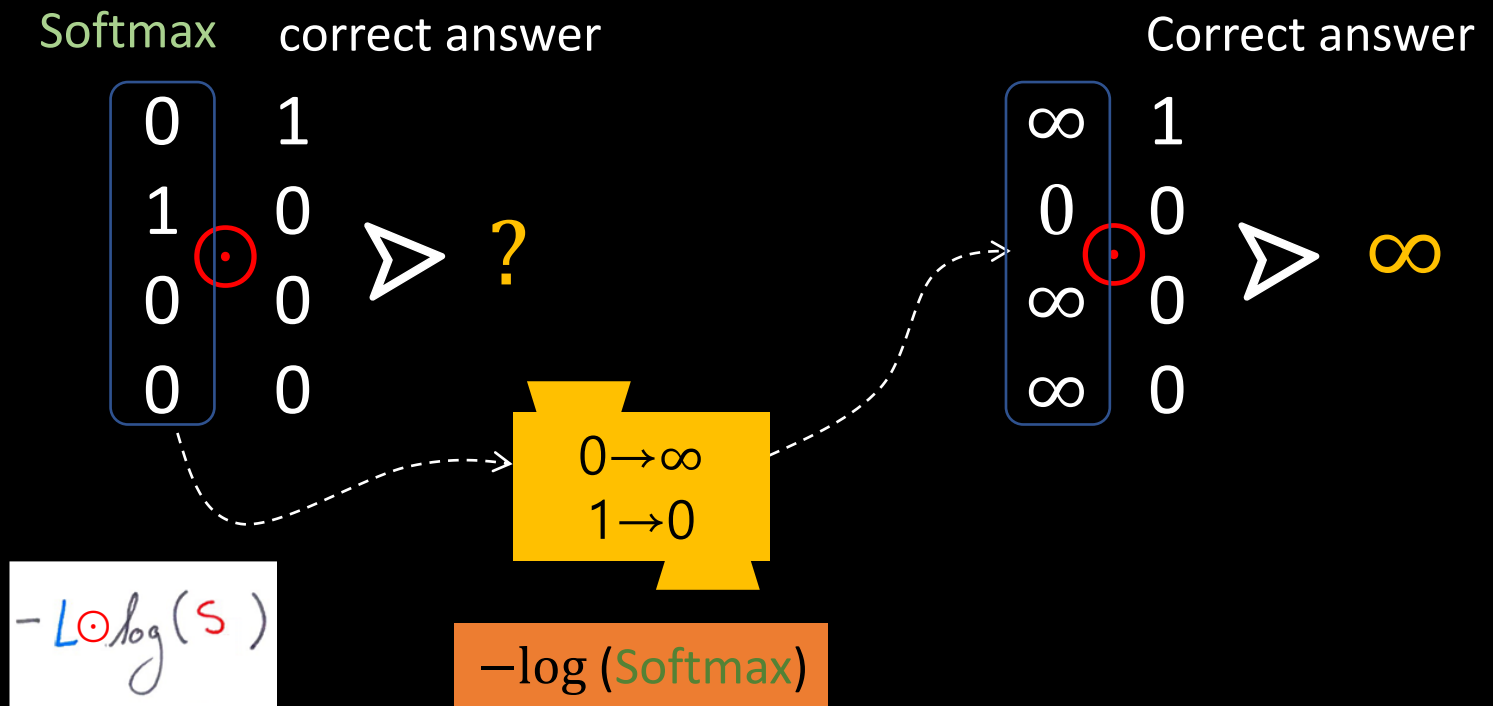 Softmax correct answer Correct answer
0 1 ∞ 1
1 0 0 0
⊙ > ? ⊙ > ∞
0 0 ∞ 0
0 0 ∞ 0
0→∞
1→0
-L⊙log(S)
−log (Softmax)